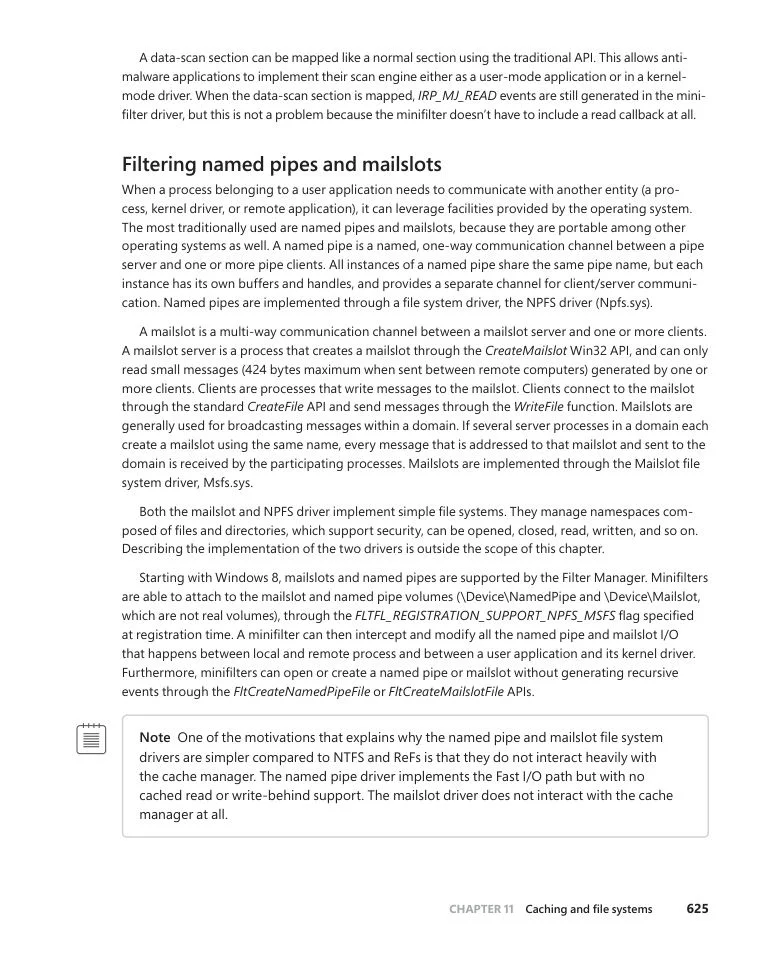 A data-scan section can be mapped like a normal section using the traditional API. This allows anti-
malware applications to implement their scan engine either as a user-mode application or in a kernel-
mode driver. When the data-scan section is mapped, IRP_MJ_READ events are still generated in the mini-
filter driver, but this is not a problem because the minifilter doesn’t have to include a read callback at all.
Filtering named pipes and mailslots
When a process belonging to a user application needs to communicate with another entity (a pro-
cess, kernel driver, or remote application), it can leverage facilities provided by the operating system.
The most traditionally used are named pipes and mailslots, because they are portable among other
operating systems as well. A named pipe is a named, one-way communication channel between a pipe
server and one or more pipe clients. All instances of a named pipe share the same pipe name, but each
instance has its own buffers and handles, and provides a separate channel for client/server communi-
cation. Named pipes are implemented through a file system driver, the NPFS driver (Npfs.sys).
A mailslot is a multi-way communication channel between a mailslot server and one or more clients.
A mailslot server is a process that creates a mailslot through the CreateMailslot Win32 API, and can only
read small messages (424 bytes maximum when sent between remote computers) generated by one or
more clients. Clients are processes that write messages to the mailslot. Clients connect to the mailslot
through the standard CreateFile API and send messages through the WriteFile function. Mailslots are
generally used for broadcasting messages within a domain. If several server processes in a domain each
create a mailslot using the same name, every message that is addressed to that mailslot and sent to the
domain is received by the participating processes. Mailslots are implemented through the Mailslot file
system driver, Msfs.sys.
Both the mailslot and NPFS driver implement simple file systems. They manage namespaces com-
posed of files and directories, which support security, can be opened, closed, read, written, and so on.
Describing the implementation of the two drivers is outside the scope of this chapter.
Starting with Windows 8, mailslots and named pipes are supported by the Filter Manager. Minifilters
are able to attach to the mailslot and named pipe volumes (\Device\NamedPipe and \Device\Mailslot,
which are not real volumes), through the FLTFL_REGISTRATION_SUPPORT_NPFS_MSFS flag specified
at registration time. A minifilter can then intercept and modify all the named pipe and mailslot I/O
that happens between local and remote process and between a user application and its kernel driver.
Furthermore, minifilters can open or create a named pipe or mailslot without generating recursive
events through the FltCreateNamedPipeFile or FltCreateMailslotFile APIs.
Note One of the motivations that explains why the named pipe and mailslot file system
drivers are simpler compared to NTFS and ReFs is that they do not interact heavily with
the cache manager. The named pipe driver implements the Fast I/O path but with no
cached read or write-behind support. The mailslot driver does not interact with the cache
manager at all.
CHAPTER 11 Caching and file systems 625